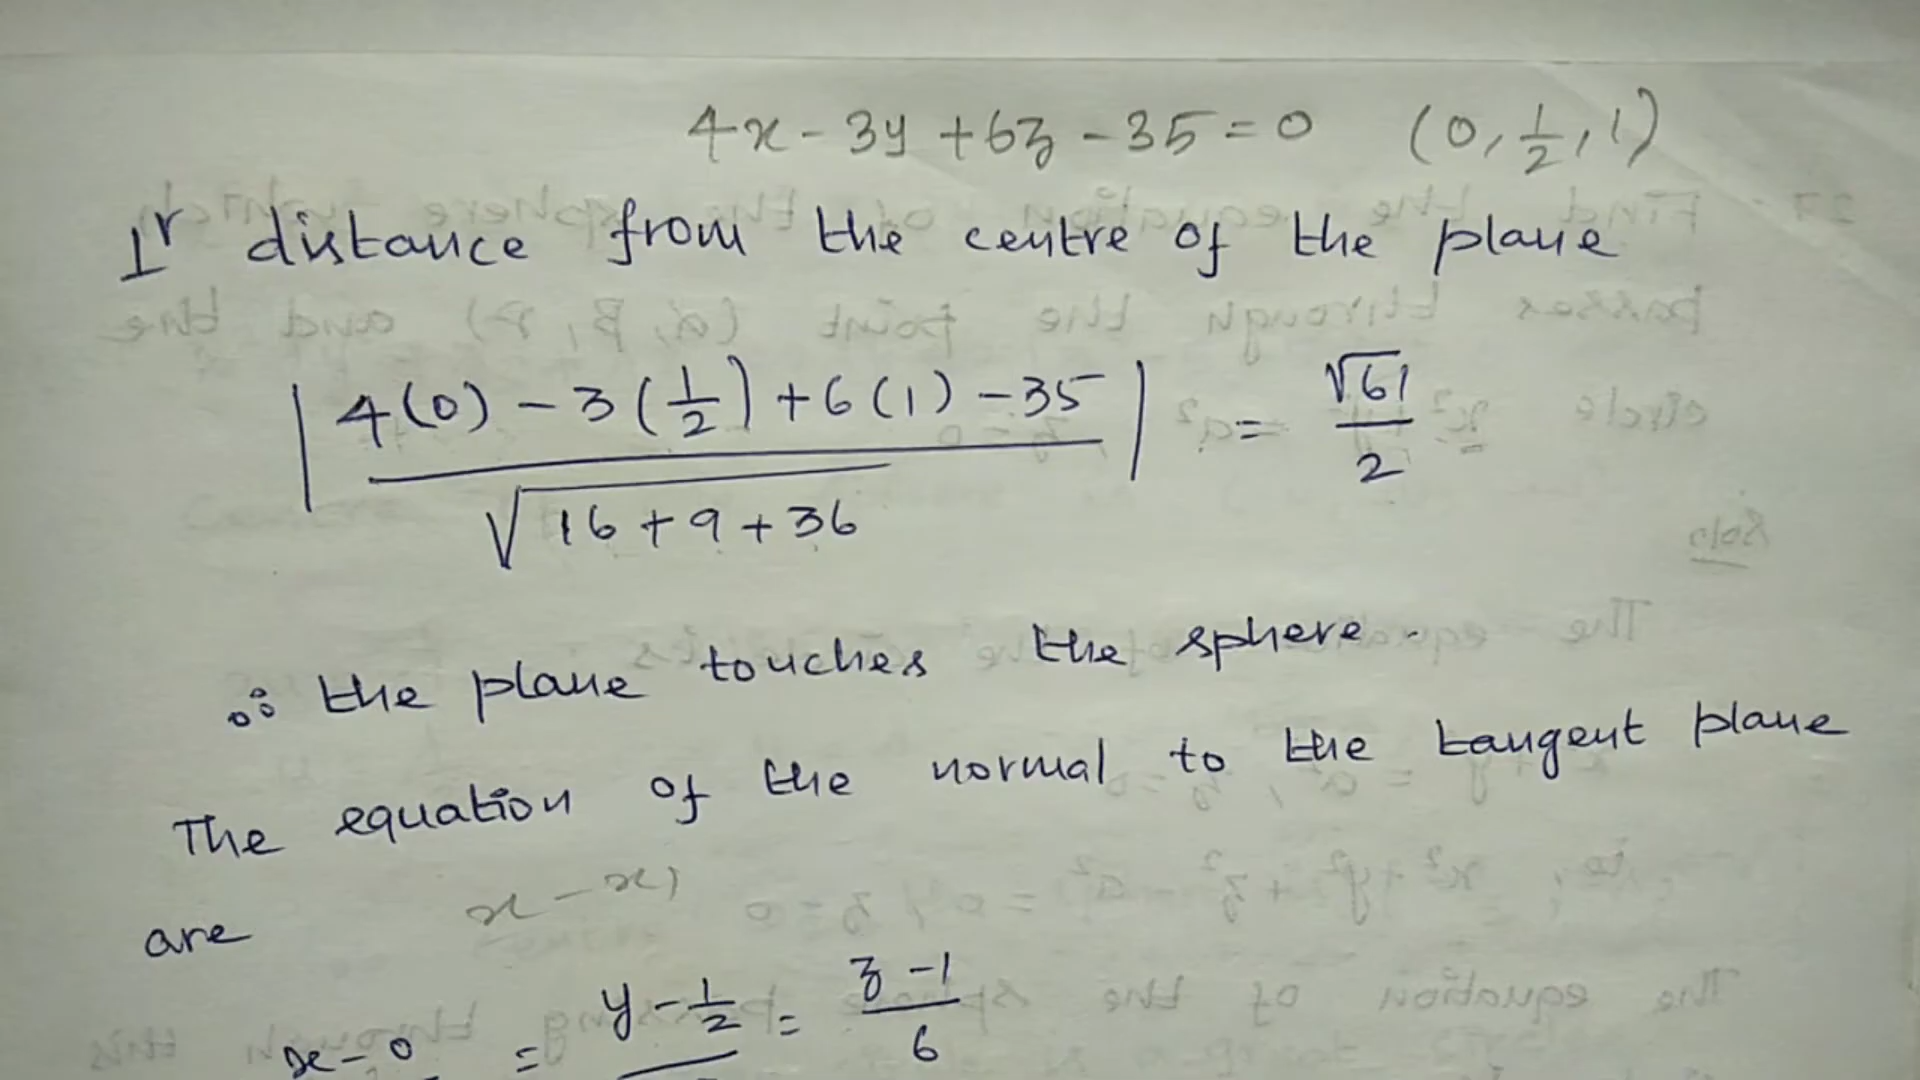 4x - 3y + 6z - 35 = 0 (0, 1/2, 1)
⊥r distance from the centre of the plane
| 4(0) - 3(1/2) + 6(1) - 35 / √16 + 9 + 36 | = √61 / 2
∴ the plane touches the sphere.
The equation of the normal to the tangent plane
are x - x1
x - 0 = y - 1/2 = z - 1 / 6